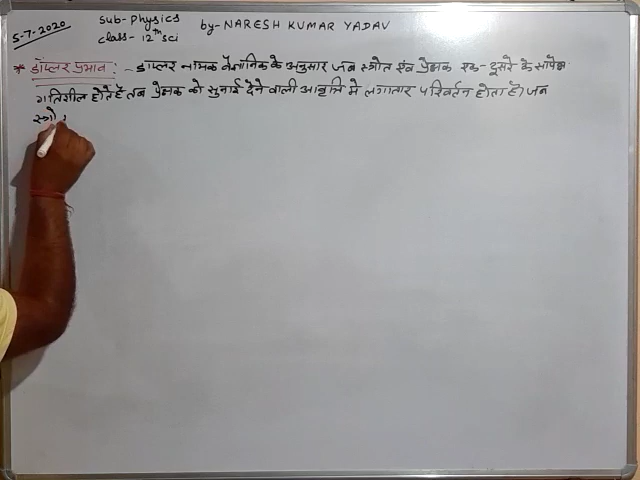 5-7-2020
Sub- Physics
class- 12th sci
by- NARESH KUMAR YADAV
* डॉप्लर प्रभाव :- डॉप्लर नामक वैज्ञानिक के अनुसार जब स्त्रोत एवं प्रेक्षक एक-दूसरे के सापेक्ष
गतिशील होते हैं तब प्रेक्षक को सुनाई देने वाली आवृत्ति मे लगातार परिवर्तन होता है। जब